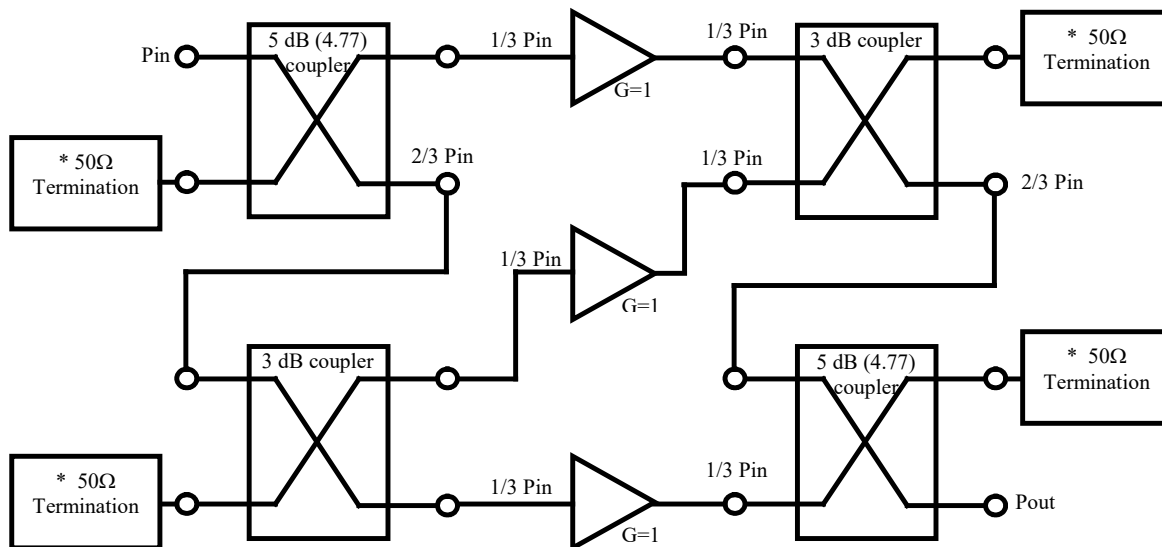 Pin
5 dB (4.77)
coupler
1/3 Pin
G=1
1/3 Pin
3 dB coupler
* 50Ω
Termination
* 50Ω
Termination
2/3 Pin
1/3 Pin
2/3 Pin
1/3 Pin
G=1
3 dB coupler
5 dB (4.77)
coupler
* 50Ω
Termination
* 50Ω
Termination
1/3 Pin
G=1
1/3 Pin
Pout